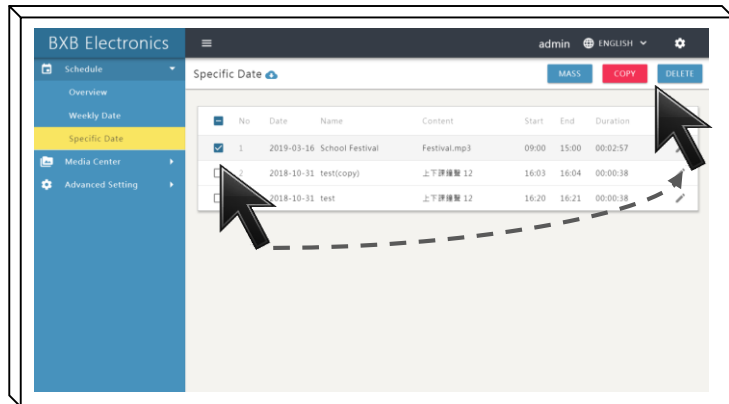 BXB Electronics
admin ENGLISH
Schedule
Overview
Weekly Date
Specific Date
Media Center
Advanced Setting
Specific Date
MASS COPY DELETE
No Date Name Content Start End Duration
1 2019-03-16 School Festival Festival.mp3 09:00 15:00 00:02:57
2 2018-10-31 test(copy) 上下課鐘聲 12 16:03 16:04 00:00:38
2018-10-31 test 上下課鐘聲 12 16:20 16:21 00:00:38